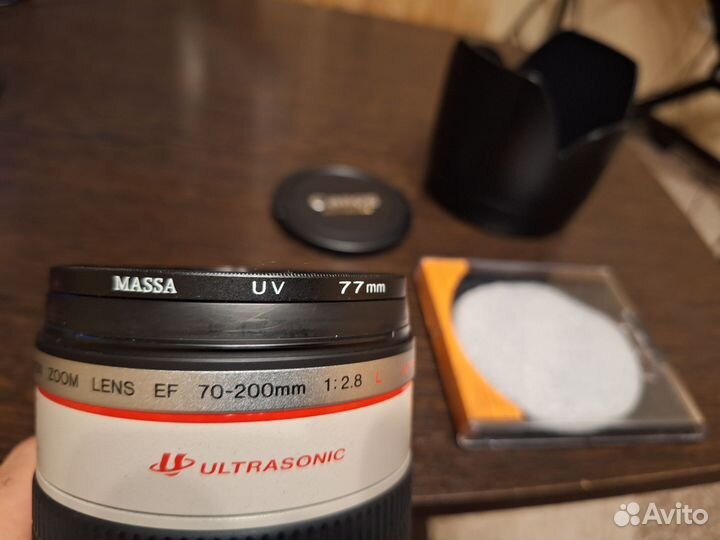 MASSA UV 77mm
ZOOM LENS EF 70-200mm 1:2.8 L
ULTRASONIC
Avito